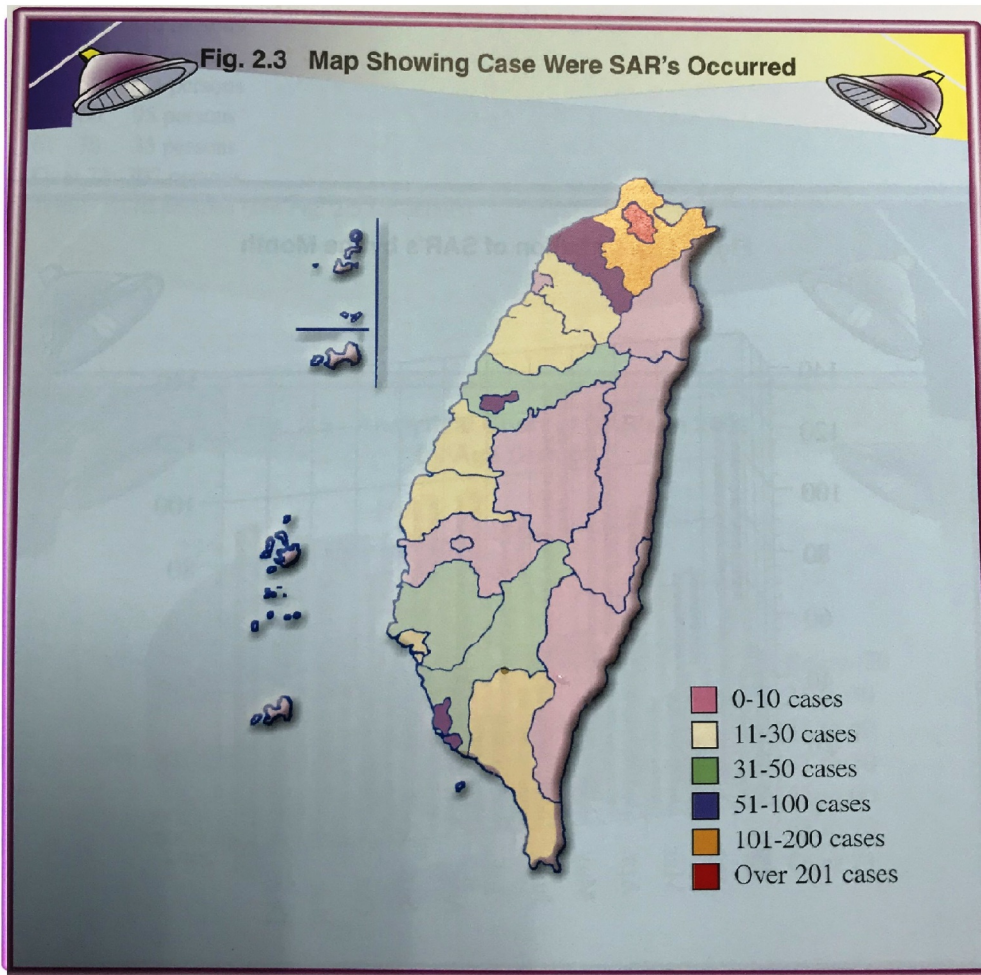 Fig. 2.3 Map Showing Case Were SAR's Occurred
0-10 cases
11-30 cases
31-50 cases
51-100 cases
101-200 cases
Over 201 cases